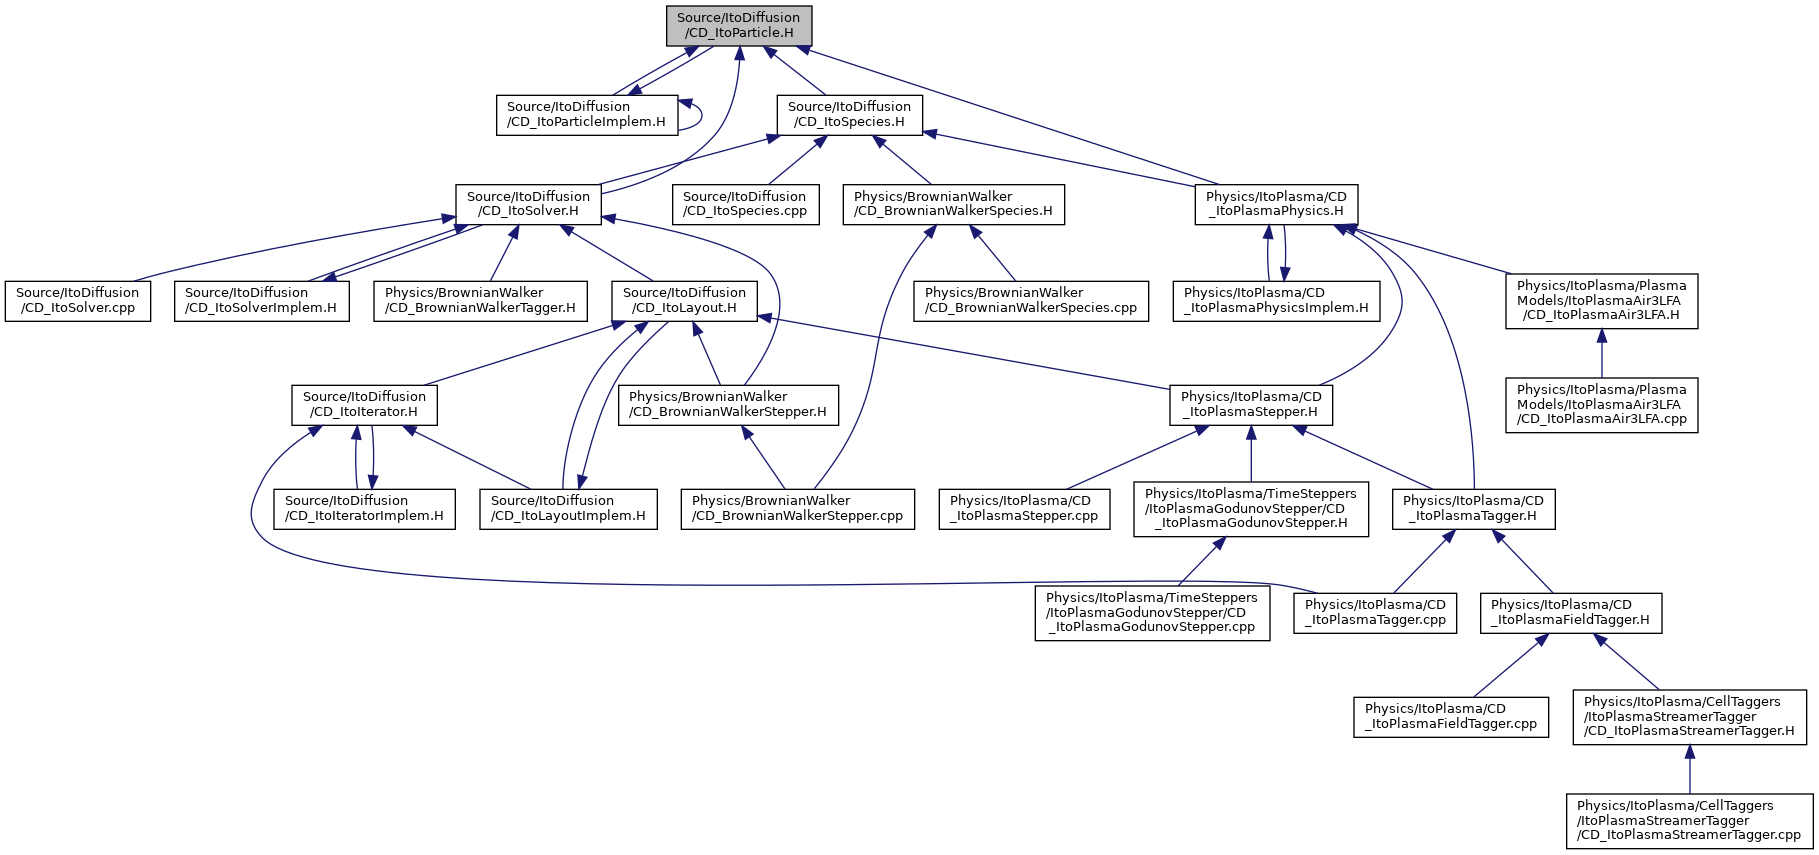 Source/ItoDiffusion
/CD_ItoParticle.H
Source/ItoDiffusion
/CD_ItoParticleImplem.H
Source/ItoDiffusion
/CD_ItoSpecies.H
Source/ItoDiffusion
/CD_ItoSolver.H
Source/ItoDiffusion
/CD_ItoSpecies.cpp
Physics/BrownianWalker
/CD_BrownianWalkerSpecies.H
Physics/ItoPlasma/CD
_ItoPlasmaPhysics.H
Source/ItoDiffusion
/CD_ItoSolver.cpp
Source/ItoDiffusion
/CD_ItoSolverImplem.H
Physics/BrownianWalker
/CD_BrownianWalkerTagger.H
Source/ItoDiffusion
/CD_ItoLayout.H
Physics/BrownianWalker
/CD_BrownianWalkerSpecies.cpp
Physics/ItoPlasma/CD
_ItoPlasmaPhysicsImplem.H
Physics/ItoPlasma/Plasma
Models/ItoPlasmaAir3LFA
/CD_ItoPlasmaAir3LFA.H
Source/ItoDiffusion
/CD_ItoIterator.H
Physics/BrownianWalker
/CD_BrownianWalkerStepper.H
Physics/ItoPlasma/CD
_ItoPlasmaStepper.H
Physics/ItoPlasma/Plasma
Models/ItoPlasmaAir3LFA
/CD_ItoPlasmaAir3LFA.cpp
Source/ItoDiffusion
/CD_ItoIteratorImplem.H
Source/ItoDiffusion
/CD_ItoLayoutImplem.H
Physics/BrownianWalker
/CD_BrownianWalkerStepper.cpp
Physics/ItoPlasma/CD
_ItoPlasmaStepper.cpp
Physics/ItoPlasma/TimeSteppers
/ItoPlasmaGodunovStepper/CD
_ItoPlasmaGodunovStepper.H
Physics/ItoPlasma/CD
_ItoPlasmaTagger.H
Physics/ItoPlasma/TimeSteppers
/ItoPlasmaGodunovStepper/CD
_ItoPlasmaGodunovStepper.cpp
Physics/ItoPlasma/CD
_ItoPlasmaTagger.cpp
Physics/ItoPlasma/CD
_ItoPlasmaFieldTagger.H
Physics/ItoPlasma/CD
_ItoPlasmaFieldTagger.cpp
Physics/ItoPlasma/CellTaggers
/ItoPlasmaStreamerTagger
/CD_ItoPlasmaStreamerTagger.H
Physics/ItoPlasma/CellTaggers
/ItoPlasmaStreamerTagger
/CD_ItoPlasmaStreamerTagger.cpp